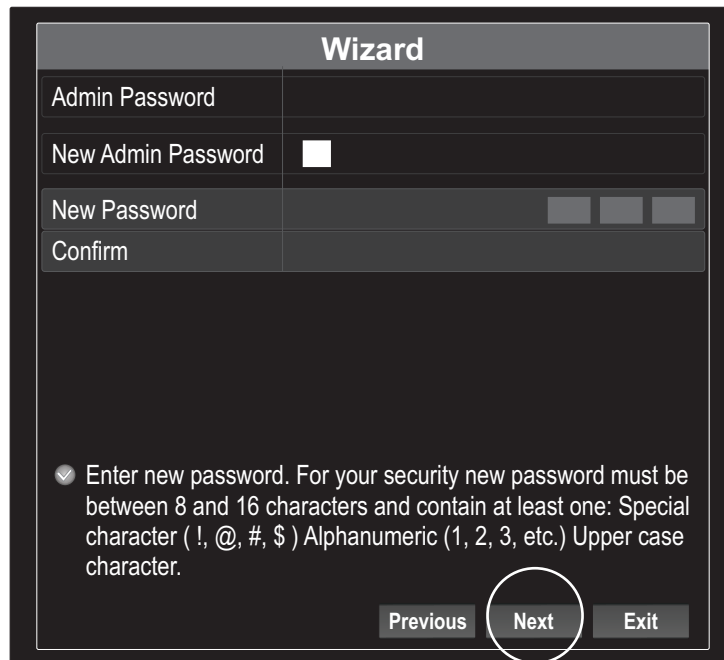 Wizard
Admin Password
New Admin Password
New Password
Confirm
Enter new password. For your security new password must be
between 8 and 16 characters and contain at least one: Special
character ( !, @, #, $ ) Alphanumeric (1, 2, 3, etc.) Upper case
character.
Previous Next Exit